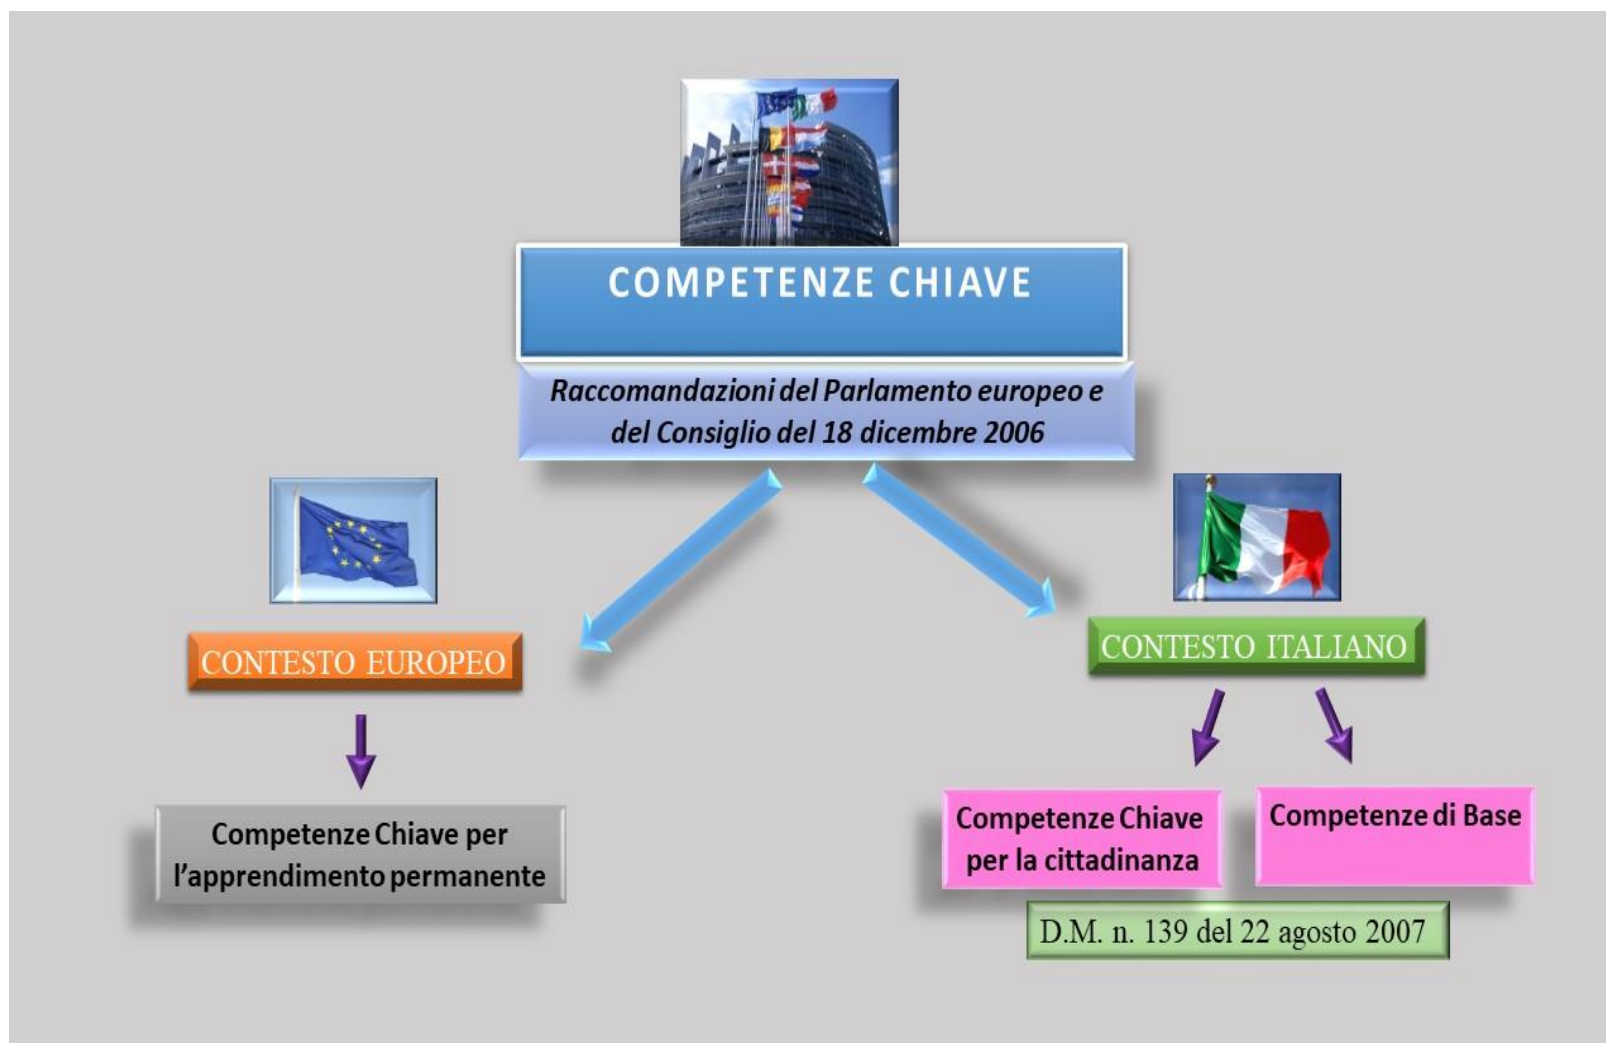 COMPETENZE CHIAVE
Raccomandazioni del Parlamento europeo e
del Consiglio del 18 dicembre 2006
CONTESTO EUROPEO
CONTESTO ITALIANO
Competenze Chiave per
l'apprendimento permanente
Competenze Chiave
per la cittadinanza
Competenze di Base
D.M. n. 139 del 22 agosto 2007